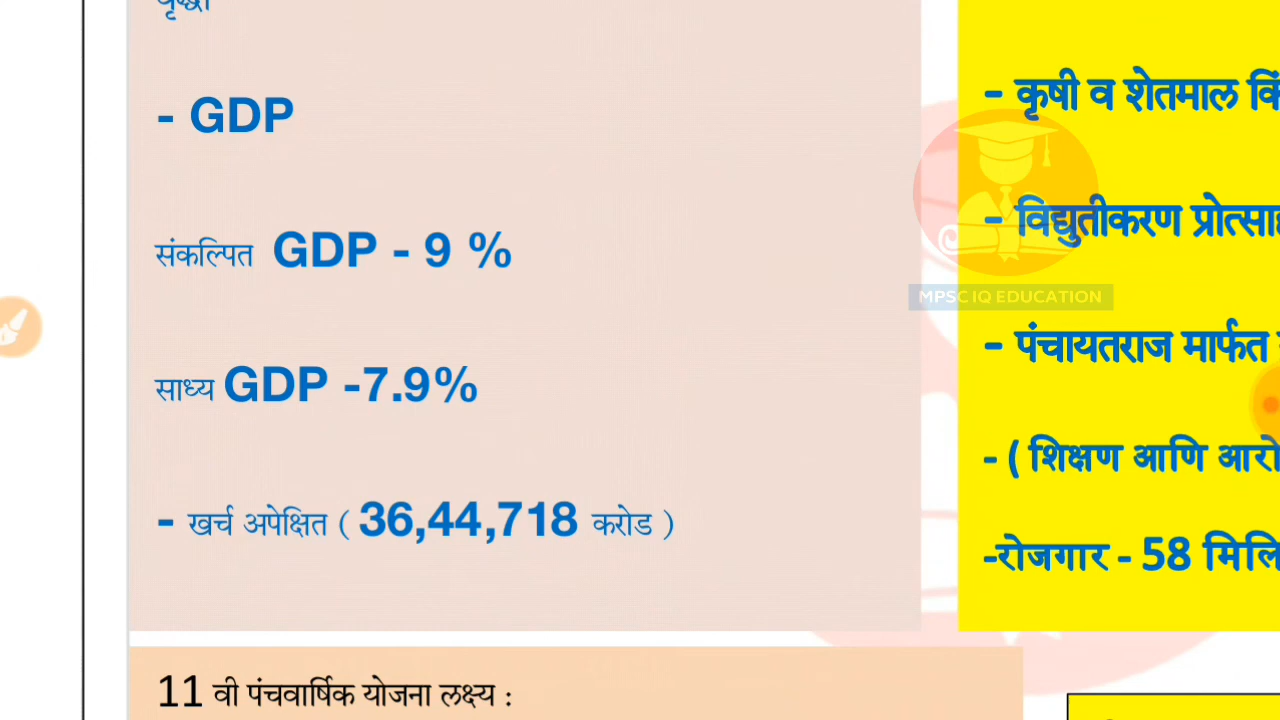 - GDP
संकल्पित GDP - 9 %
साध्य GDP -7.9%
- खर्च अपेक्षित ( 36,44,718 करोड )
11 वी पंचवार्षिक योजना लक्ष्य :
- कृषी व शेतमाल
- विद्युतीकरण
- पंचायतराज मार्फत
- ( शिक्षण आणि
-रोजगार - 58
MPSC IQ EDUCATION